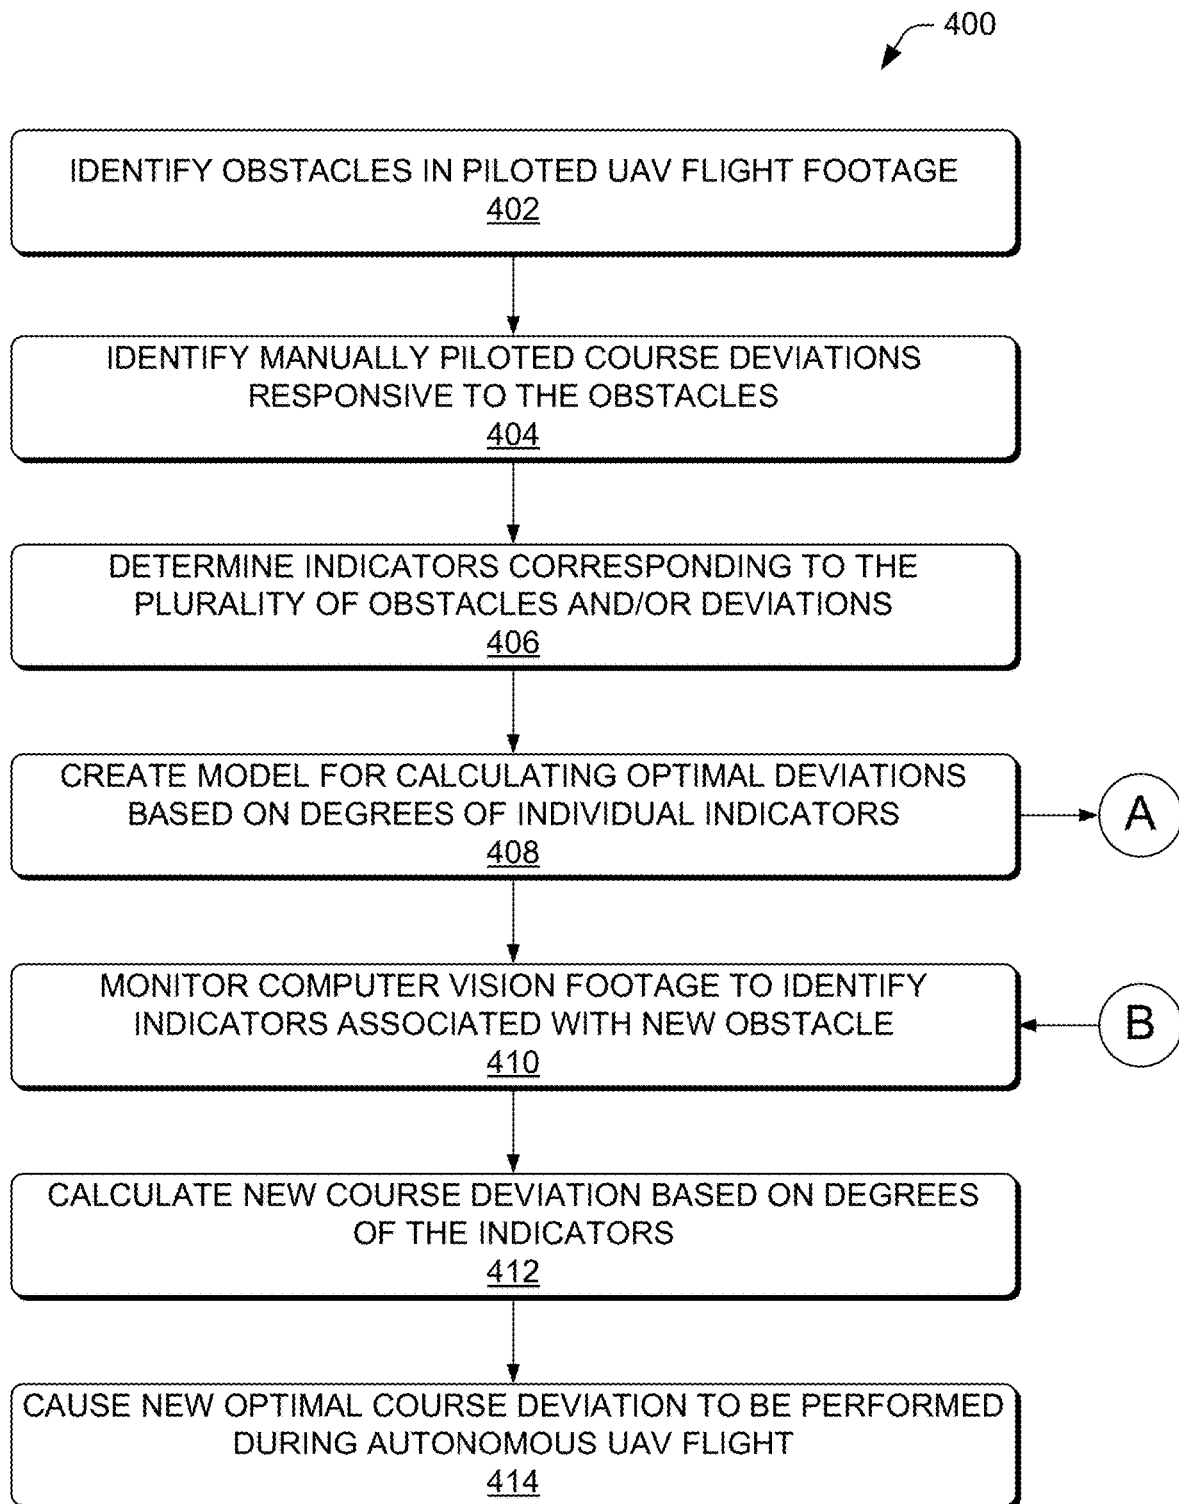 400
IDENTIFY OBSTACLES IN PILOTED UAV FLIGHT FOOTAGE
402
IDENTIFY MANUALLY PILOTED COURSE DEVIATIONS
RESPONSIVE TO THE OBSTACLES
404
DETERMINE INDICATORS CORRESPONDING TO THE
PLURALITY OF OBSTACLES AND/OR DEVIATIONS
406
CREATE MODEL FOR CALCULATING OPTIMAL DEVIATIONS
BASED ON DEGREES OF INDIVIDUAL INDICATORS
408
A
MONITOR COMPUTER VISION FOOTAGE TO IDENTIFY
INDICATORS ASSOCIATED WITH NEW OBSTACLE
410
B
CALCULATE NEW COURSE DEVIATION BASED ON DEGREES
OF THE INDICATORS
412
CAUSE NEW OPTIMAL COURSE DEVIATION TO BE PERFORMED
DURING AUTONOMOUS UAV FLIGHT
414